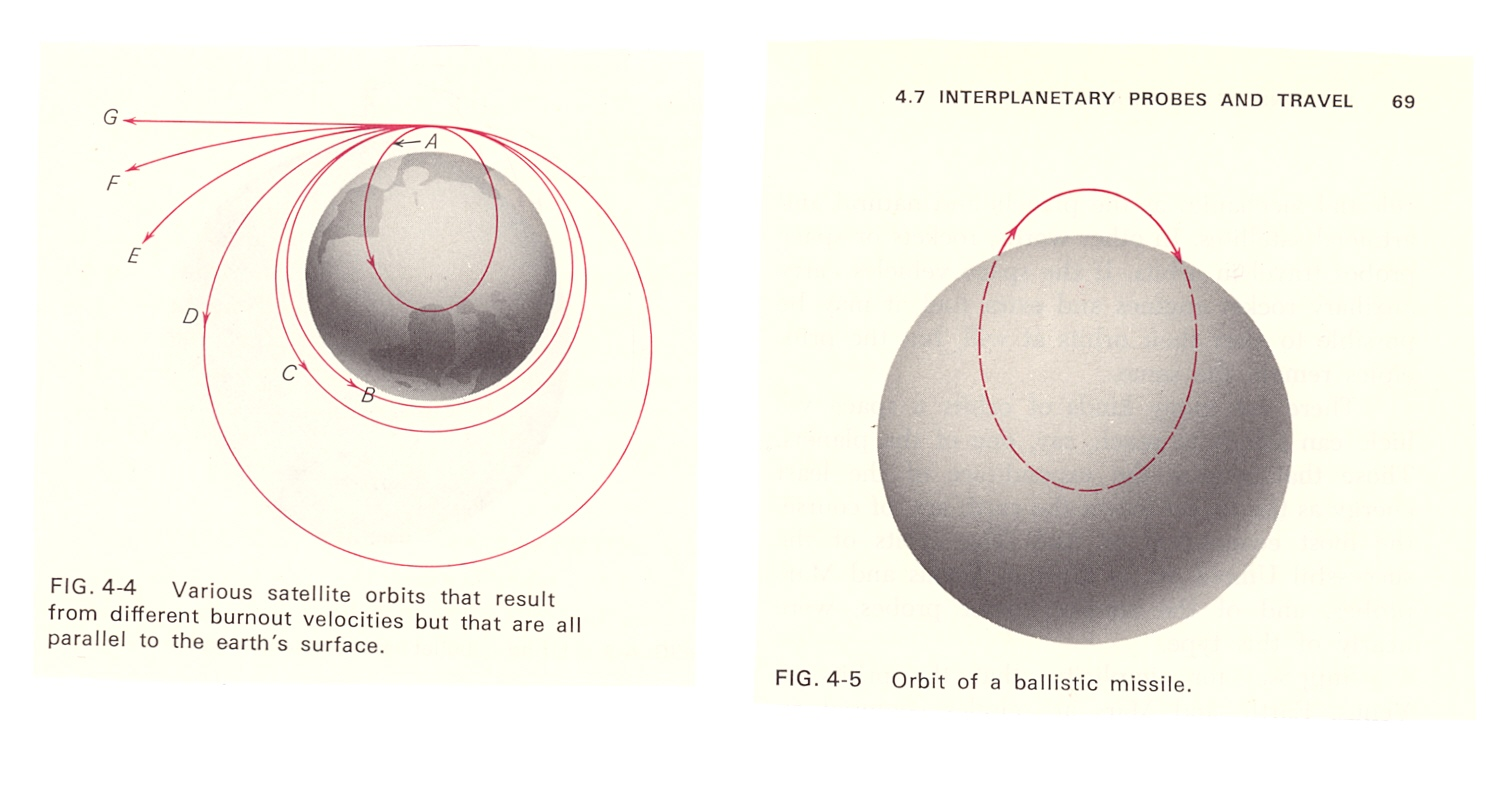 G
A
F
E
D
C
B
FIG. 4-4 Various satellite orbits that result
from different burnout velocities but that are all
parallel to the earth's surface.
4.7 INTERPLANETARY PROBES AND TRAVEL 69
FIG. 4-5 Orbit of a ballistic missile.